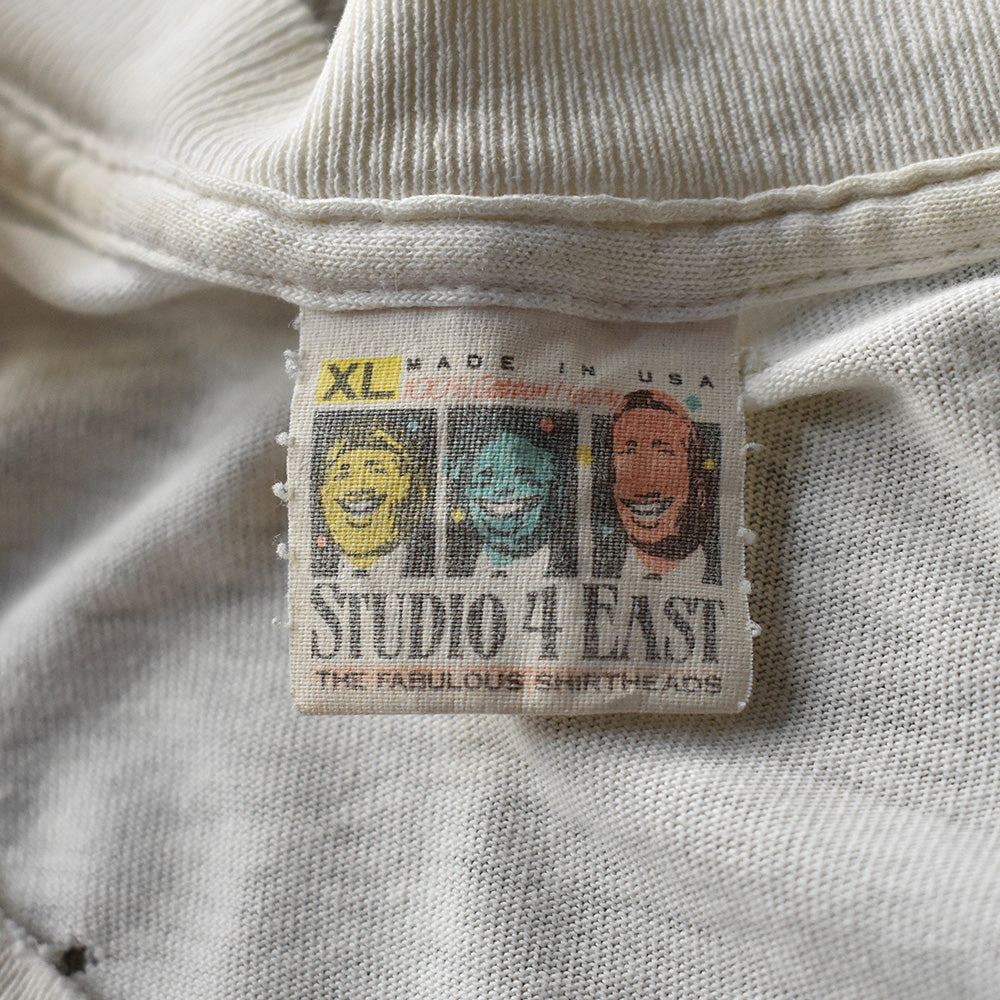 XL MADE IN USA
100% Cotton
STUDIO 4 EAST
THE FABULOUS SHIRTHEADS